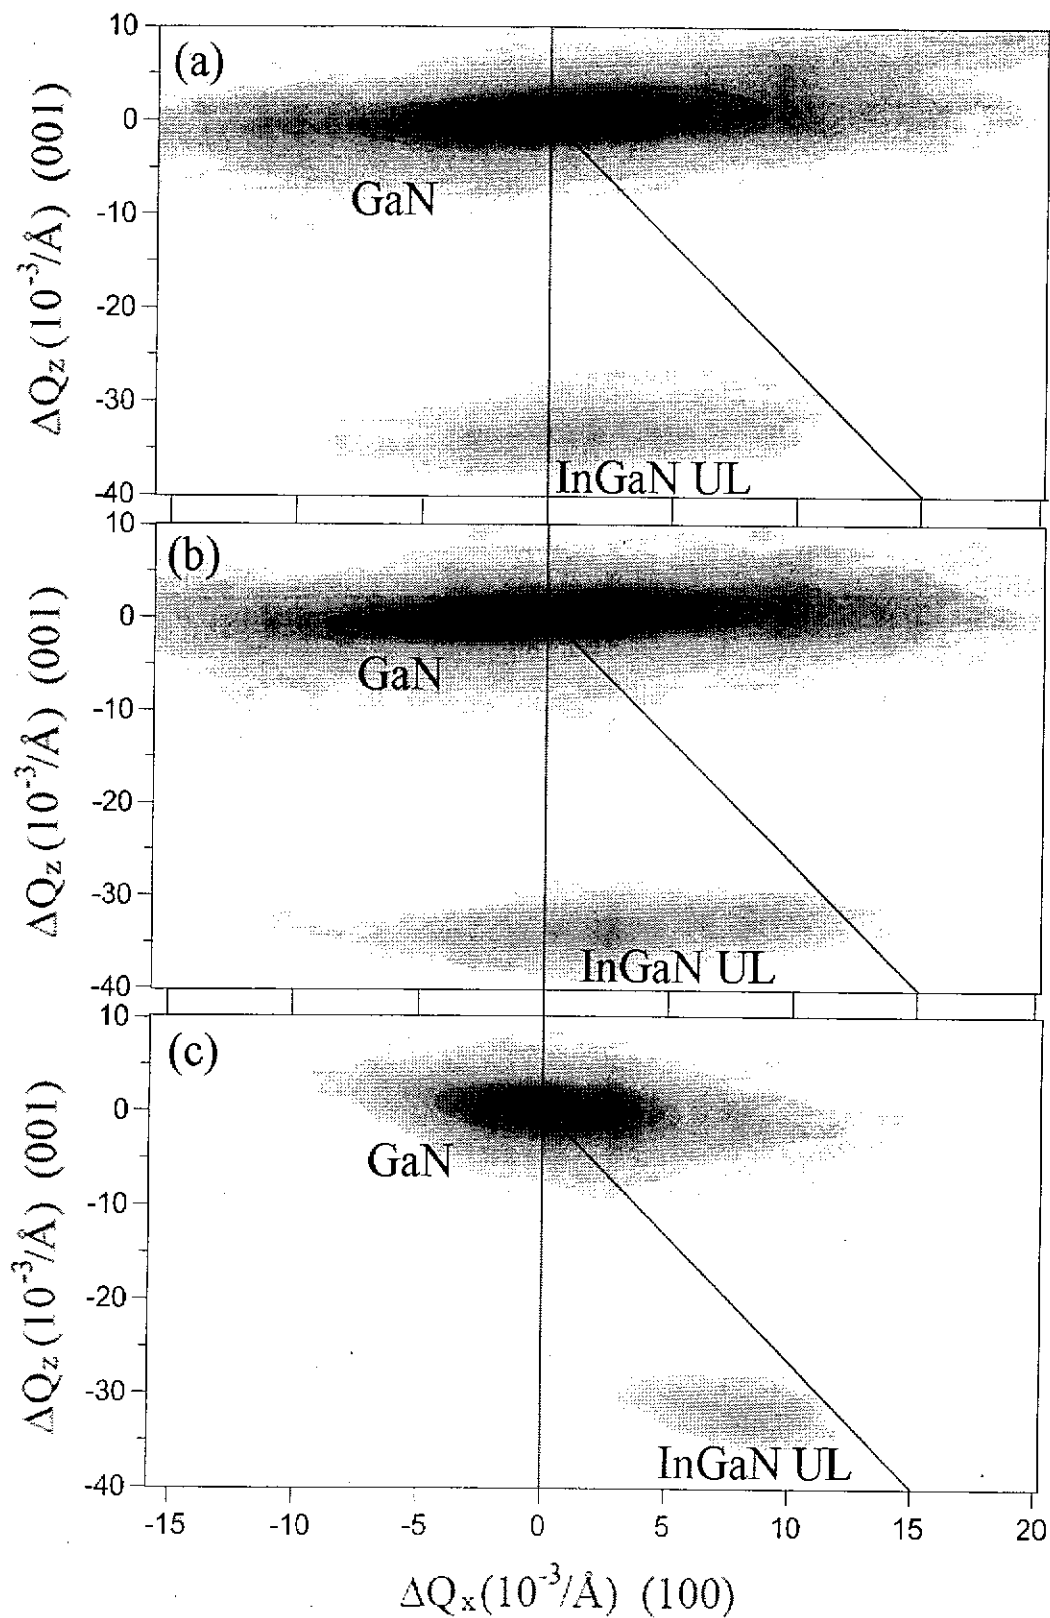 (a)
10
0
-10
-20
-30
-40
ΔQz (10⁻³/Å) (001)
GaN
InGaN UL
(b)
10
0
-10
-20
-30
-40
ΔQz (10⁻³/Å) (001)
GaN
InGaN UL
(c)
10
0
-10
-20
-30
-40
ΔQz (10⁻³/Å) (001)
GaN
InGaN UL
-15 -10 -5 0 5 10 15 20
ΔQx(10⁻³/Å) (100)